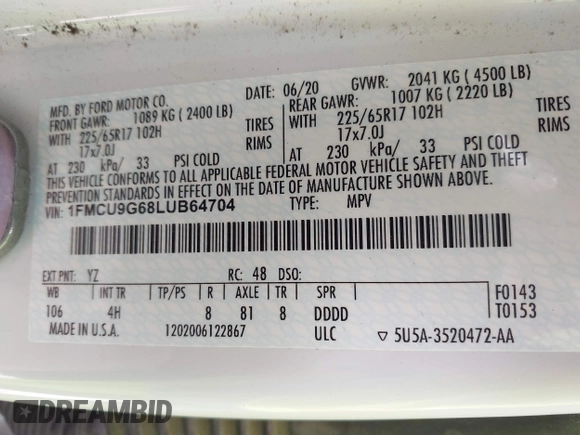 MFD. BY FORD MOTOR CO.
DATE: 06/20 GVWR: 2041 KG (4500 LB)
FRONT GAWR: 1089 KG (2400 LB)
REAR GAWR: 1007 KG (2220 LB)
WITH 225/65R17 102H TIRES
WITH 225/65R17 102H TIRES
17x7.0J RIMS
17x7.0J RIMS
AT 230 kPa/ 33 PSI COLD
AT 230 kPa/ 33 PSI COLD
THIS VEHICLE CONFORMS TO ALL APPLICABLE FEDERAL MOTOR VEHICLE SAFETY AND THEFT
PREVENTION STANDARDS IN EFFECT ON THE DATE OF MANUFACTURE SHOWN ABOVE.
VIN: 1FMCU9G68LUB64704 TYPE: MPV
EXT PNT: YZ RC: 48 DSO:
WB INT TR TP/PS R AXLE TR SPR F0143
106 4H 8 81 8 DDDD T0153
MADE IN U.S.A. 1202006122867 ULC ▽ 5U5A-3520472-AA
DREAMBID